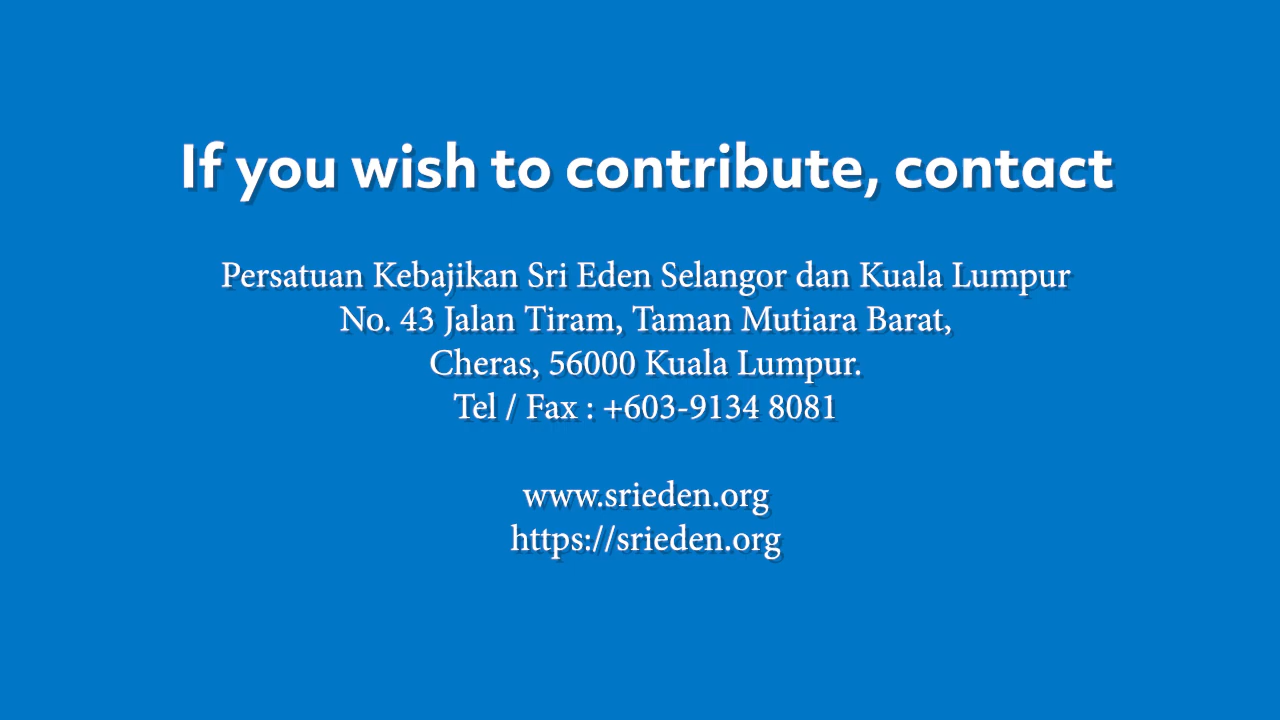 If you wish to contribute, contact
Persatuan Kebajikan Sri Eden Selangor dan Kuala Lumpur
No. 43 Jalan Tiram, Taman Mutiara Barat,
Cheras, 56000 Kuala Lumpur.
Tel / Fax : +603-9134 8081
www.srieden.org
https://srieden.org